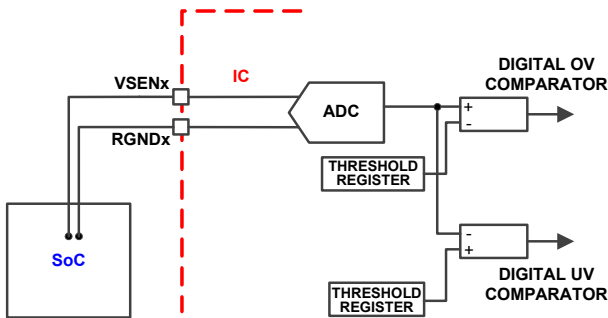 VSENx
IC
RGNDx
SoC
ADC
THRESHOLD
REGISTER
DIGITAL OV
COMPARATOR
+
-
-
+
THRESHOLD
REGISTER
DIGITAL UV
COMPARATOR